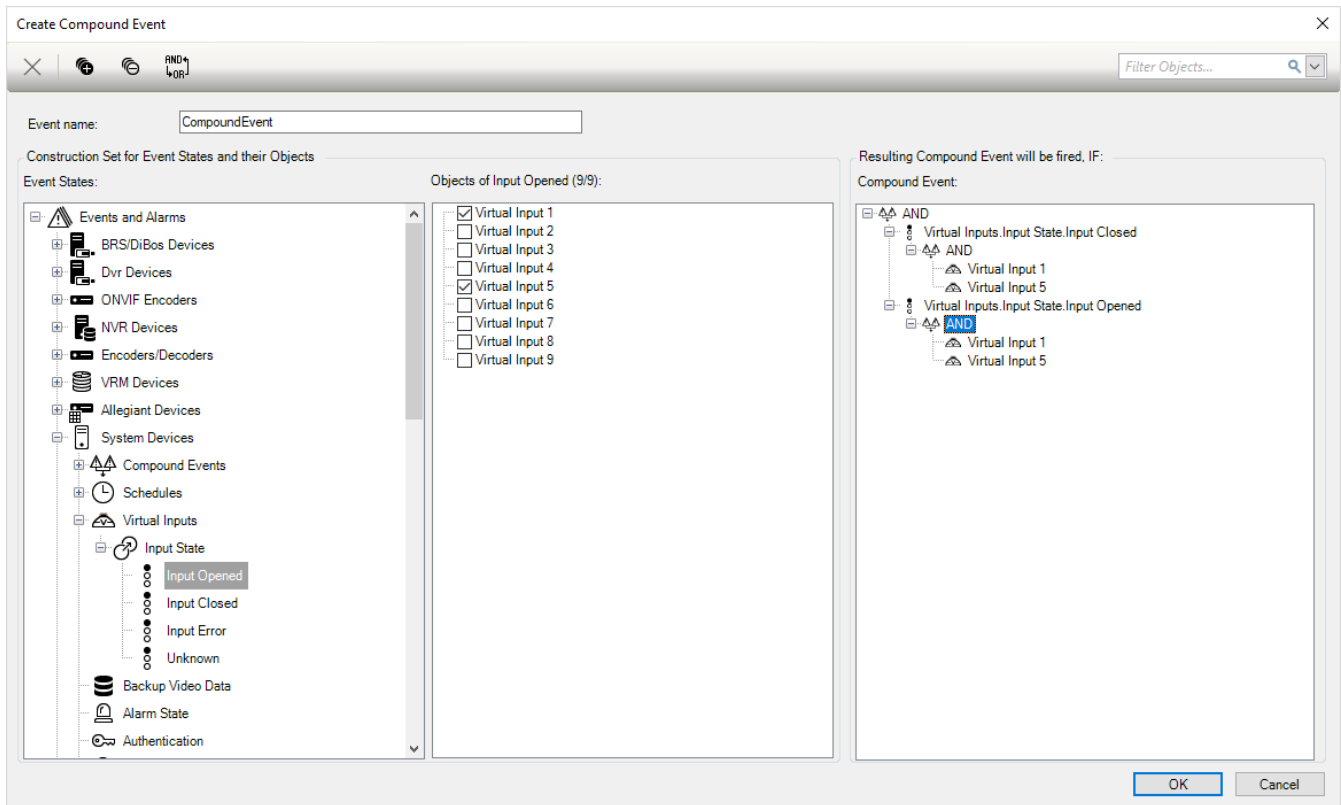 Create Compound Event
AND
OR
Filter Objects...
Event name:
CompoundEvent
Construction Set for Event States and their Objects
Event States:
Events and Alarms
BRS/DiBos Devices
Dvr Devices
ONVIF Encoders
NVR Devices
Encoders/Decoders
VRM Devices
Allegiant Devices
System Devices
Compound Events
Schedules
Virtual Inputs
Input State
Input Opened
Input Closed
Input Error
Unknown
Backup Video Data
Alarm State
Authentication
Objects of Input Opened (9/9):
Virtual Input 1
Virtual Input 2
Virtual Input 3
Virtual Input 4
Virtual Input 5
Virtual Input 6
Virtual Input 7
Virtual Input 8
Virtual Input 9
Resulting Compound Event will be fired, IF:
Compound Event:
AND
Virtual Inputs.Input State.Input Closed
AND
Virtual Input 1
Virtual Input 5
Virtual Inputs.Input State.Input Opened
AND
Virtual Input 1
Virtual Input 5
OK
Cancel